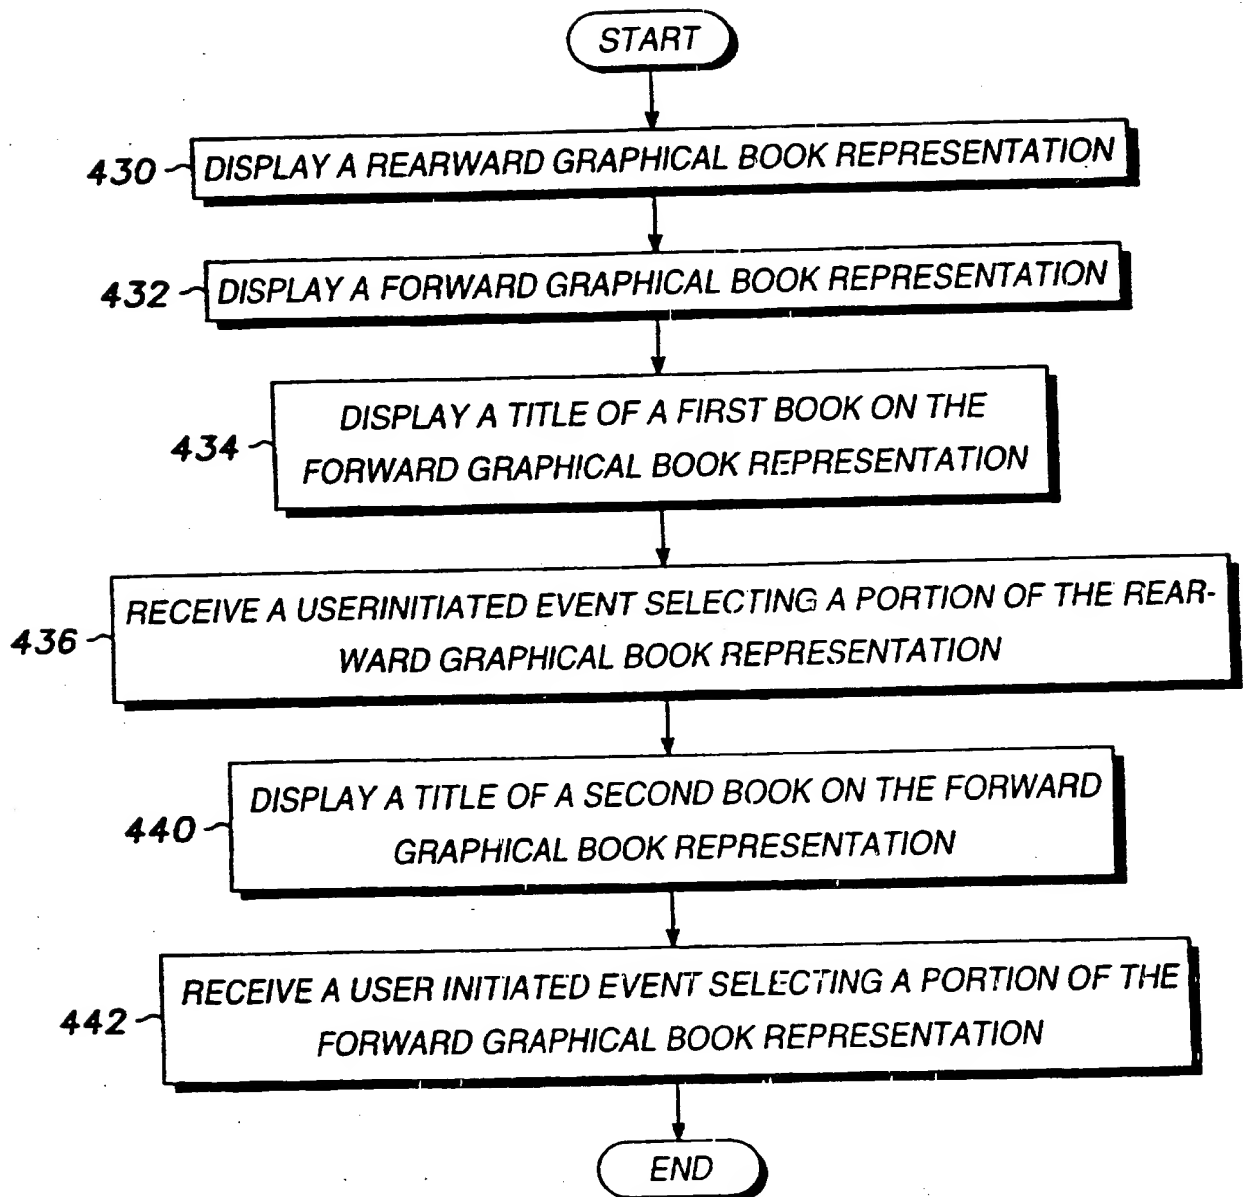 START
430 DISPLAY A REARWARD GRAPHICAL BOOK REPRESENTATION
432 DISPLAY A FORWARD GRAPHICAL BOOK REPRESENTATION
DISPLAY A TITLE OF A FIRST BOOK ON THE
434
FORWARD GRAPHICAL BOOK REPRESENTATION
RECEIVE A USERINITIATED EVENT SELECTING A PORTION OF THE REAR-
436
WARD GRAPHICAL BOOK REPRESENTATION
DISPLAY A TITLE OF A SECOND BOOK ON THE FORWARD
440
GRAPHICAL BOOK REPRESENTATION
RECEIVE A USER INITIATED EVENT SELECTING A PORTION OF THE
442
FORWARD GRAPHICAL BOOK REPRESENTATION
END